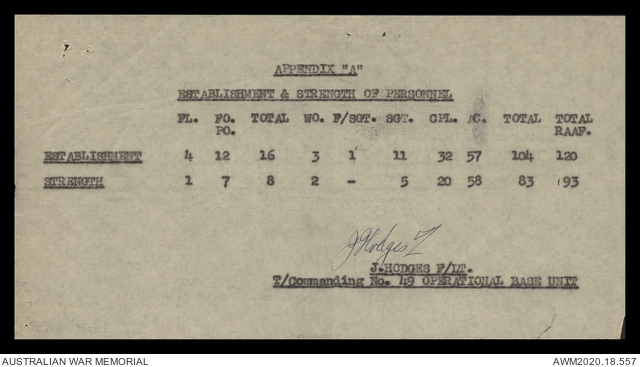 APPENDIX "A"
ESTABLISHMENT & STRENGTH OF PERSONNEL
FL. FO. PO. TOTAL WO. F/SGT. SGT. CPL. AC. TOTAL TOTAL RAAF.
ESTABLISHMENT 4 12 16 3 1 11 32 57 104 120
STRENGTH 1 7 8 2 - 5 20 58 83 93
J Hodges
J.HODGES F/LT.
T/Commanding No. 49 OPERATIONAL BASE UNIT
AUSTRALIAN WAR MEMORIAL AWM2020.18.557